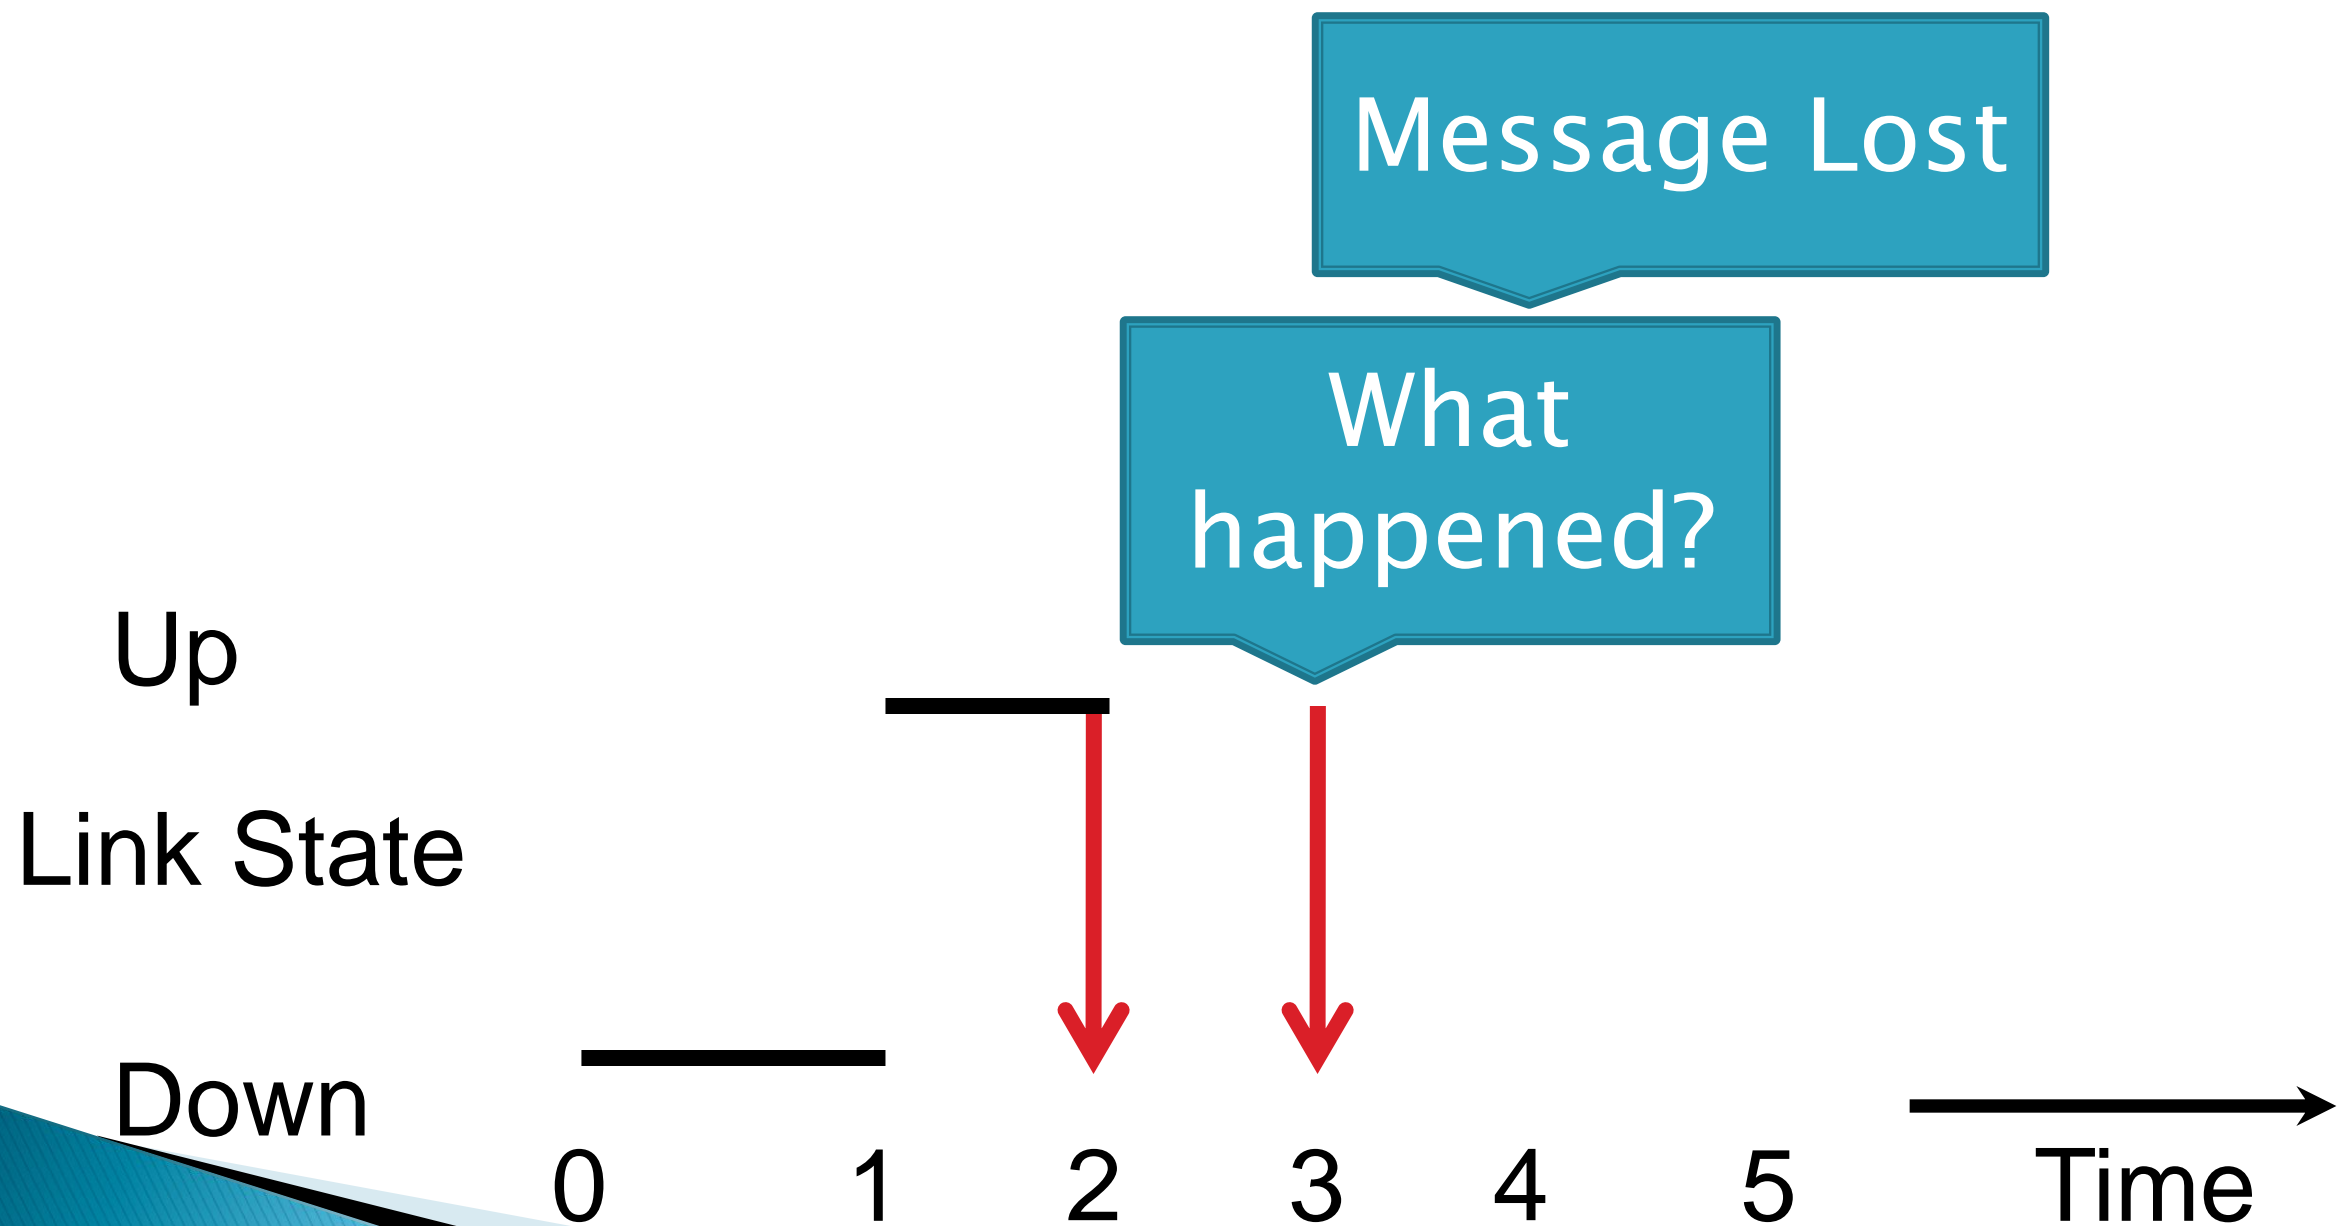 Message Lost
What
happened?
Up
Link State
Down
0 1 2 3 4 5 Time